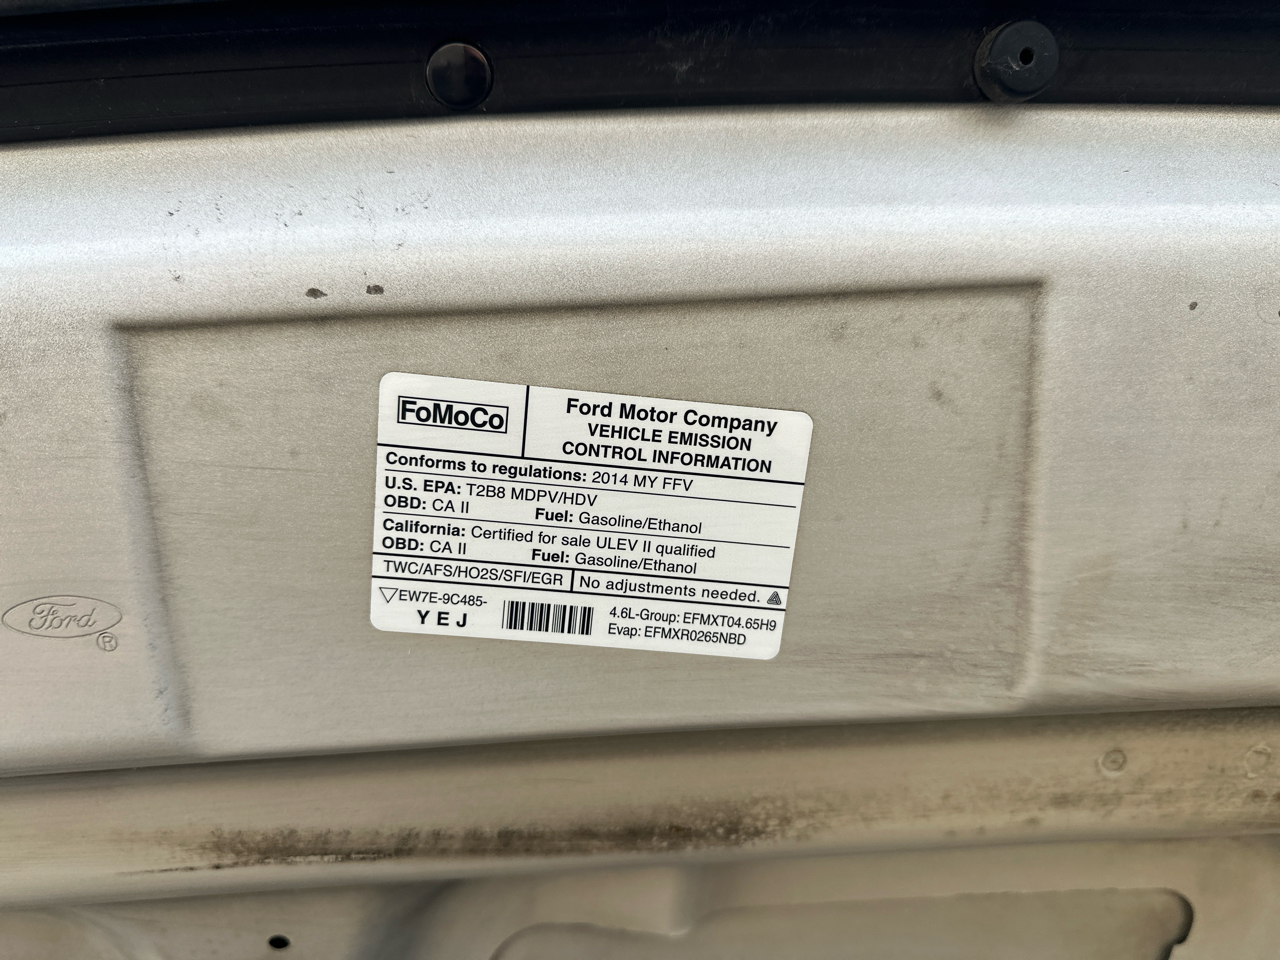 FoMoCo
Ford Motor Company
VEHICLE EMISSION
CONTROL INFORMATION
Conforms to regulations: 2014 MY FFV
U.S. EPA: T2B8 MDPV/HDV
OBD: CA II Fuel: Gasoline/Ethanol
California: Certified for sale ULEV II qualified
OBD: CA II Fuel: Gasoline/Ethanol
TWC/AFS/HO2S/SFI/EGR No adjustments needed.
EW7E-9C485-
YEJ
4.6L-Group: EFMXT04.65H9
Evap: EFMXR0265NBD
Ford
®